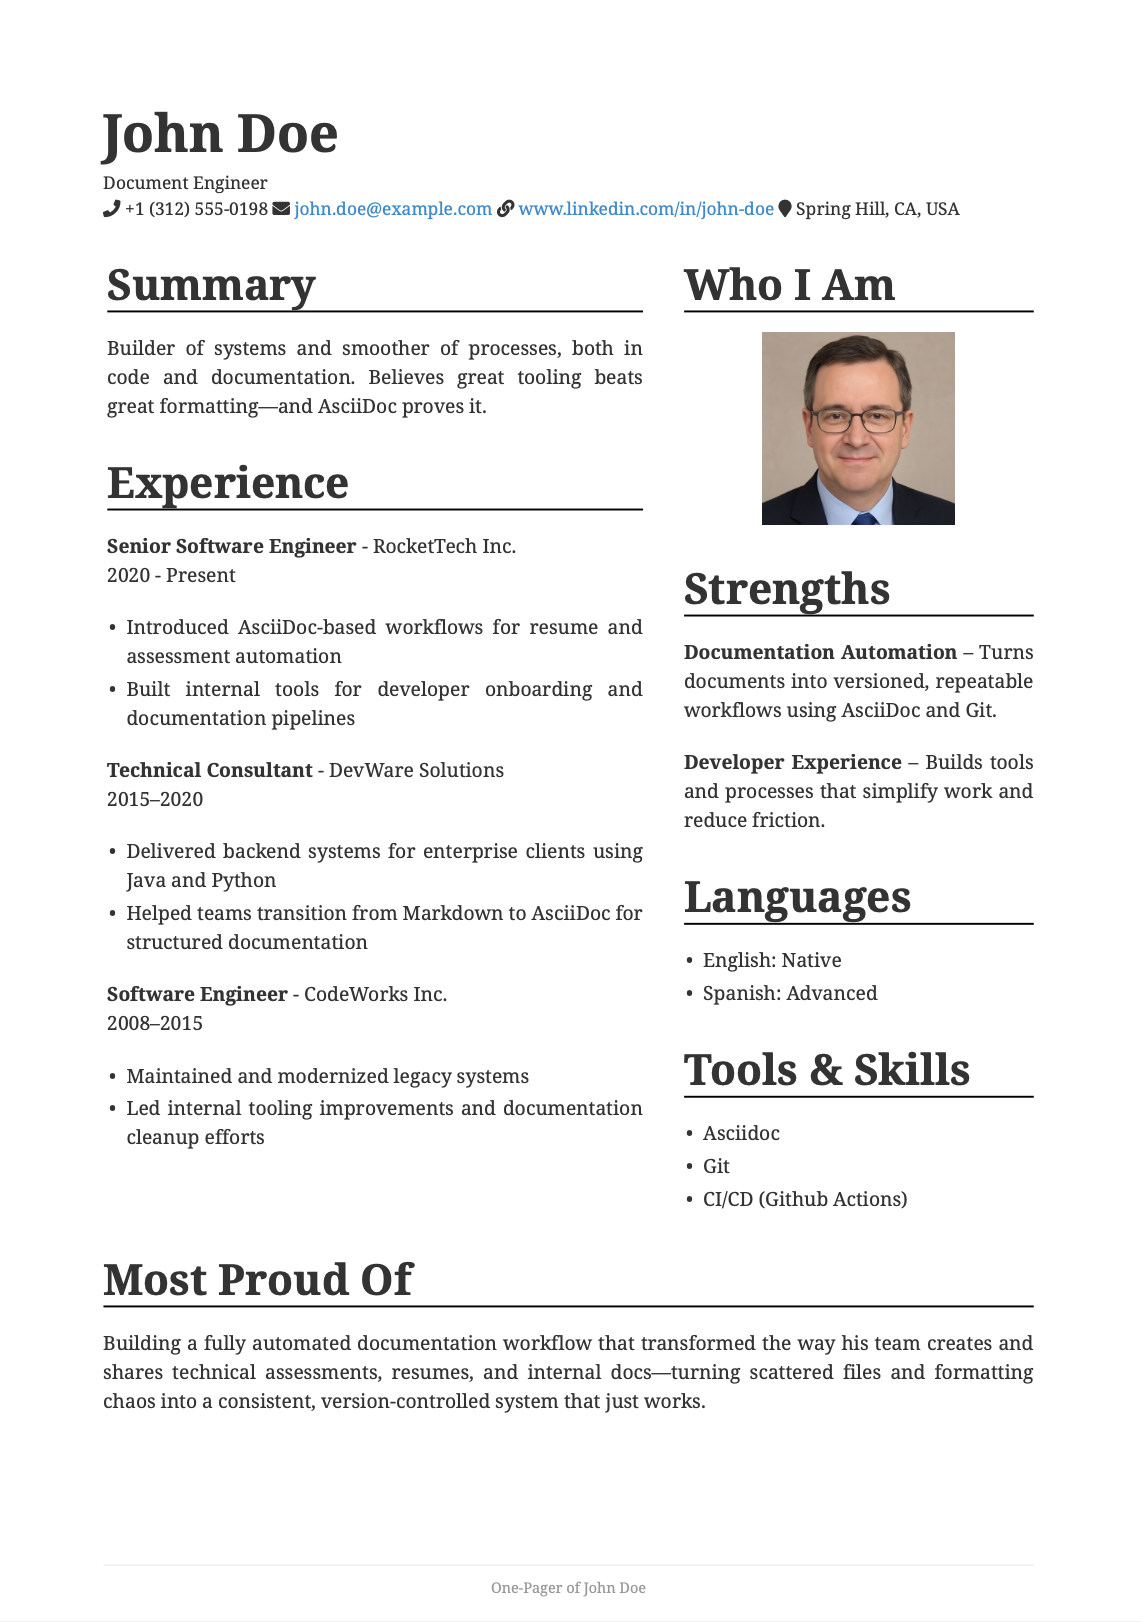 John Doe
Document Engineer
+1 (312) 555-0198 john.doe@example.com www.linkedin.com/in/john-doe Spring Hill, CA, USA
Summary
Builder of systems and smoother of processes, both in
code and documentation. Believes great tooling beats
great formatting—and AsciiDoc proves it.
Experience
Senior Software Engineer - RocketTech Inc.
2020 - Present
• Introduced AsciiDoc-based workflows for resume and
assessment automation
• Built internal tools for developer onboarding and
documentation pipelines
Technical Consultant - DevWare Solutions
2015–2020
• Delivered backend systems for enterprise clients using
Java and Python
• Helped teams transition from Markdown to AsciiDoc for
structured documentation
Software Engineer - CodeWorks Inc.
2008–2015
• Maintained and modernized legacy systems
• Led internal tooling improvements and documentation
cleanup efforts
Who I Am
Strengths
Documentation Automation – Turns
documents into versioned, repeatable
workflows using AsciiDoc and Git.
Developer Experience – Builds tools
and processes that simplify work and
reduce friction.
Languages
• English: Native
• Spanish: Advanced
Tools & Skills
• Asciidoc
• Git
• CI/CD (Github Actions)
Most Proud Of
Building a fully automated documentation workflow that transformed the way his team creates and
shares technical assessments, resumes, and internal docs—turning scattered files and formatting
chaos into a consistent, version-controlled system that just works.
One-Pager of John Doe